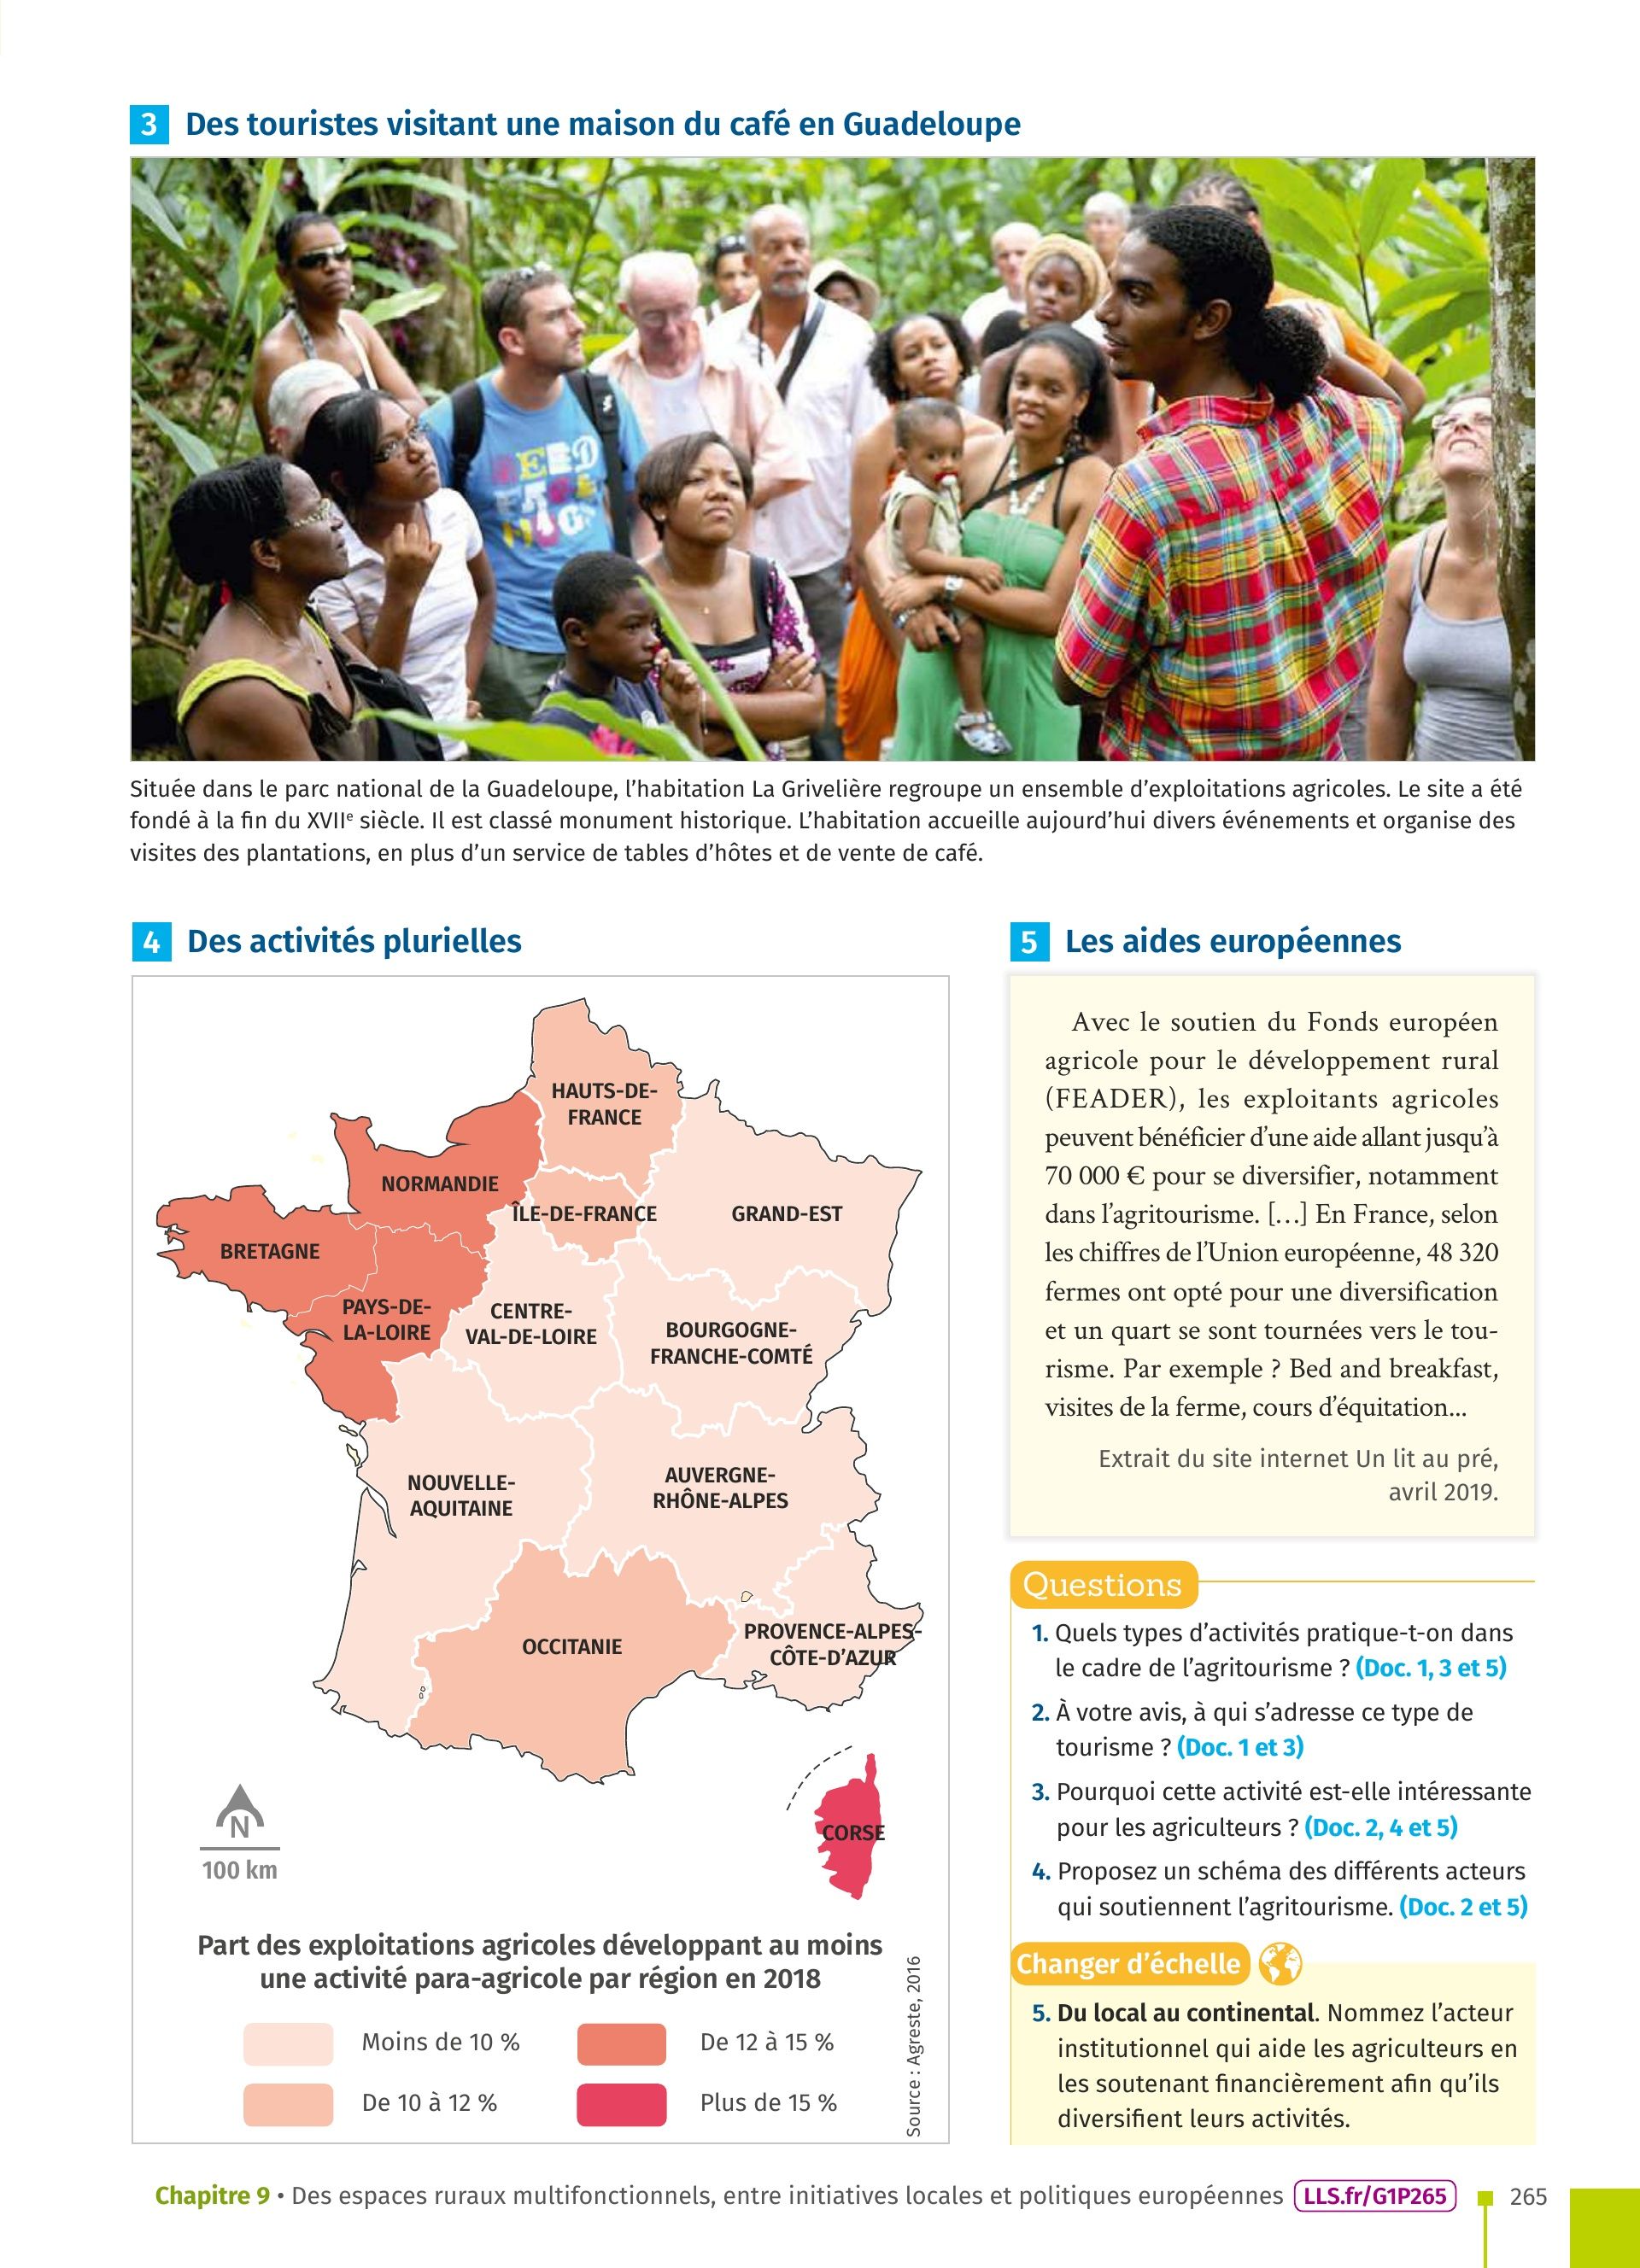 3 Des touristes visitant une maison du café en Guadeloupe
Située dans le parc national de la Guadeloupe, l'habitation La Grivelière regroupe un ensemble d'exploitations agricoles. Le site a été
fondé à la fin du XVIIe siècle. Il est classé monument historique. L'habitation accueille aujourd'hui divers événements et organise des
visites des plantations, en plus d'un service de tables d'hôtes et de vente de café.
4 Des activités plurielles
HAUTS-DE-
FRANCE
NORMANDIE
ÎLE-DE-FRANCE
GRAND-EST
BRETAGNE
PAYS-DE-
LA-LOIRE
CENTRE-
VAL-DE-LOIRE
BOURGOGNE-
FRANCHE-COMTÉ
NOUVELLE-
AQUITAINE
AUVERGNE-
RHÔNE-ALPES
OCCITANIE
PROVENCE-ALPES-
CÔTE-D'AZUR
CORSE
N
100 km
Part des exploitations agricoles développant au moins
une activité para-agricole par région en 2018
Moins de 10 %
De 12 à 15 %
De 10 à 12 %
Plus de 15 %
Source : Agreste, 2016
5 Les aides européennes
Avec le soutien du Fonds européen
agricole pour le développement rural
(FEADER), les exploitants agricoles
peuvent bénéficier d'une aide allant jusqu'à
70 000 € pour se diversifier, notamment
dans l'agritourisme. […] En France, selon
les chiffres de l'Union européenne, 48 320
fermes ont opté pour une diversification
et un quart se sont tournées vers le tou-
risme. Par exemple ? Bed and breakfast,
visites de la ferme, cours d'équitation...
Extrait du site internet Un lit au pré,
avril 2019.
Questions
1. Quels types d'activités pratique-t-on dans
le cadre de l'agritourisme ? (Doc. 1, 3 et 5)
2. À votre avis, à qui s'adresse ce type de
tourisme ? (Doc. 1 et 3)
3. Pourquoi cette activité est-elle intéressante
pour les agriculteurs ? (Doc. 2, 4 et 5)
4. Proposez un schéma des différents acteurs
qui soutiennent l'agritourisme. (Doc. 2 et 5)
Changer d'échelle
5. Du local au continental. Nommez l'acteur
institutionnel qui aide les agriculteurs en
les soutenant financièrement afin qu'ils
diversifient leurs activités.
Chapitre 9 • Des espaces ruraux multifonctionnels, entre initiatives locales et politiques européennes LLS.fr/G1P265 265